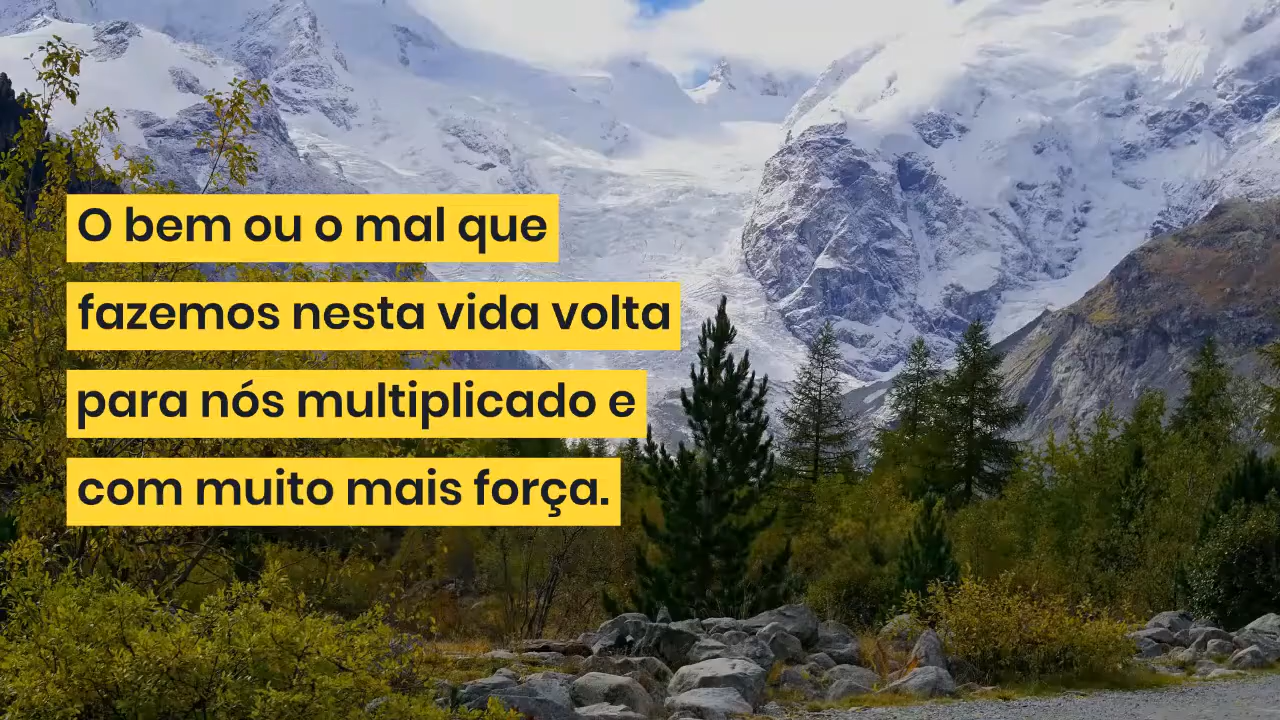 O bem ou o mal que
fazemos nesta vida volta
para nós multiplicado e
com muito mais força.